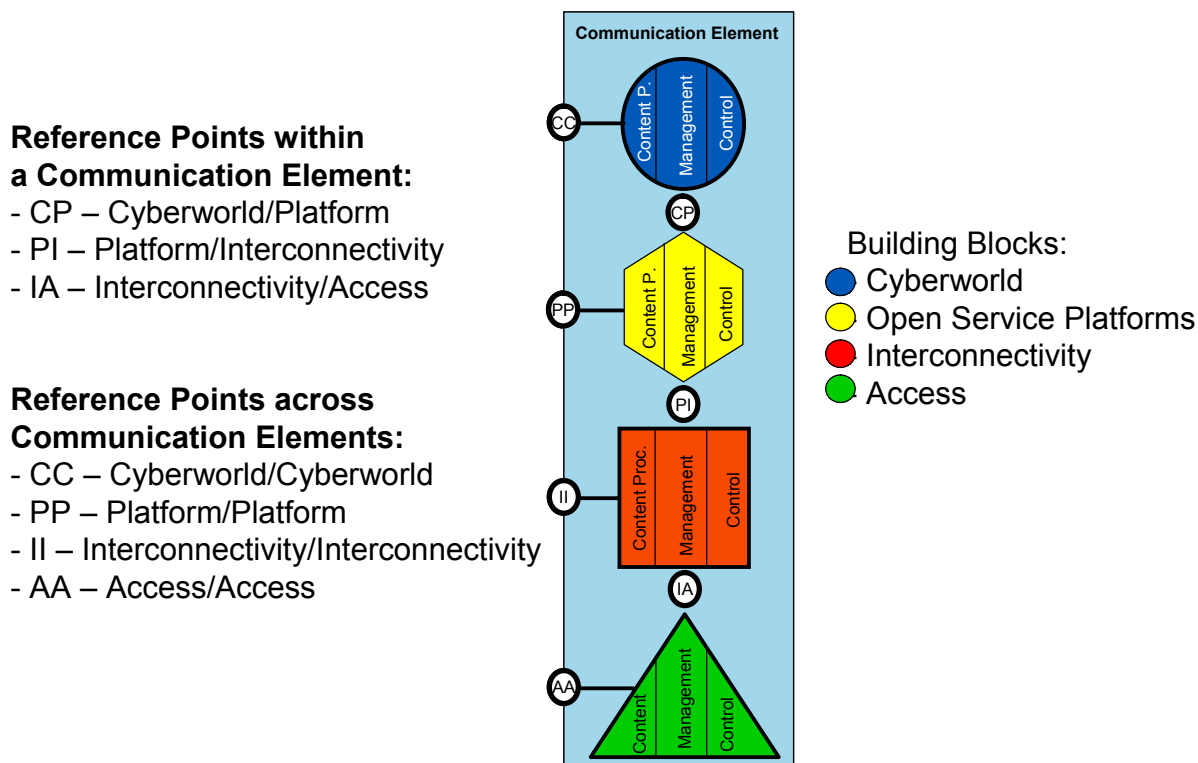 Reference Points within
a Communication Element:
- CP – Cyberworld/Platform
- PI – Platform/Interconnectivity
- IA – Interconnectivity/Access
Reference Points across
Communication Elements:
- CC – Cyberworld/Cyberworld
- PP – Platform/Platform
- II – Interconnectivity/Interconnectivity
- AA – Access/Access
Communication Element
CC
Content P.
Management
Control
CP
PP
Content P.
Management
Control
PI
II
Content Proc.
Management
Control
IA
AA
Content
Management
Control
Building Blocks:
Cyberworld
Open Service Platforms
Interconnectivity
Access